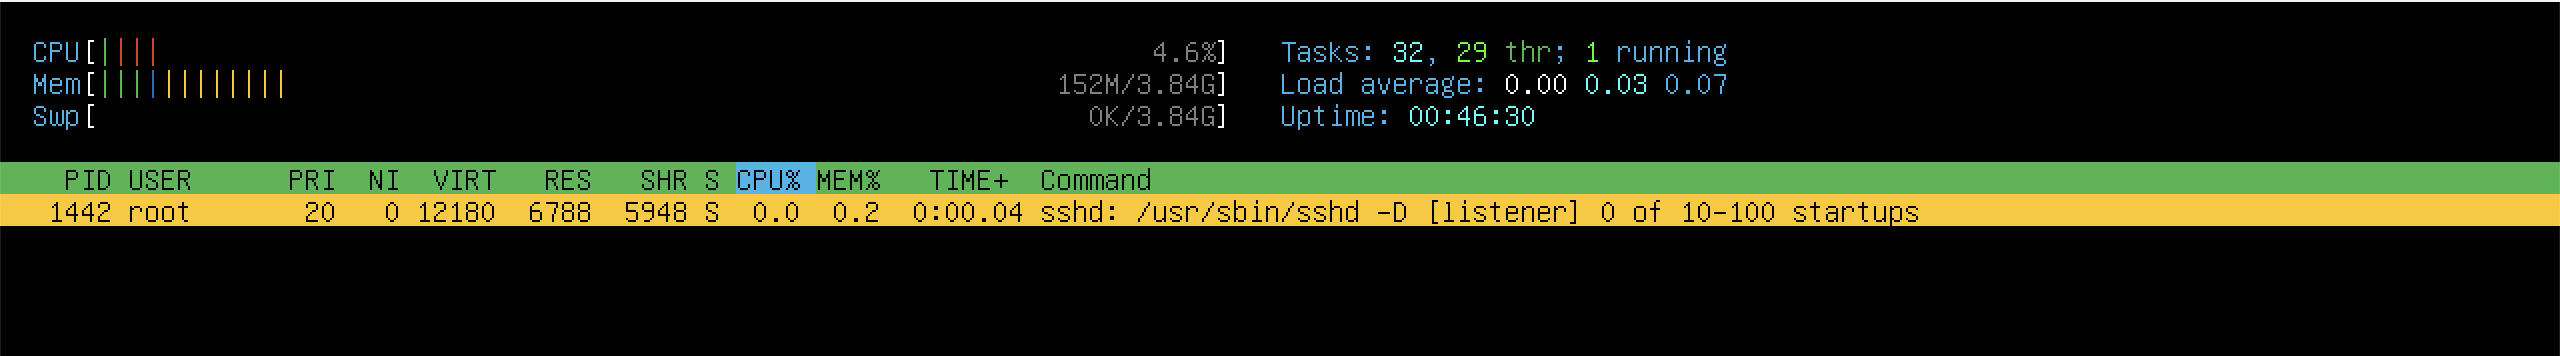 CPU[|||| 4.6%] Tasks: 32, 29 thr; 1 running
Mem[|||||||||||| 152M/3.84G] Load average: 0.00 0.03 0.07
Swp[ 0K/3.84G] Uptime: 00:46:30
PID USER PRI NI VIRT RES SHR S CPU% MEM% TIME+ Command
1442 root 20 0 12180 6788 5948 S 0.0 0.2 0:00.04 sshd: /usr/sbin/sshd -D [listener] 0 of 10-100 startups